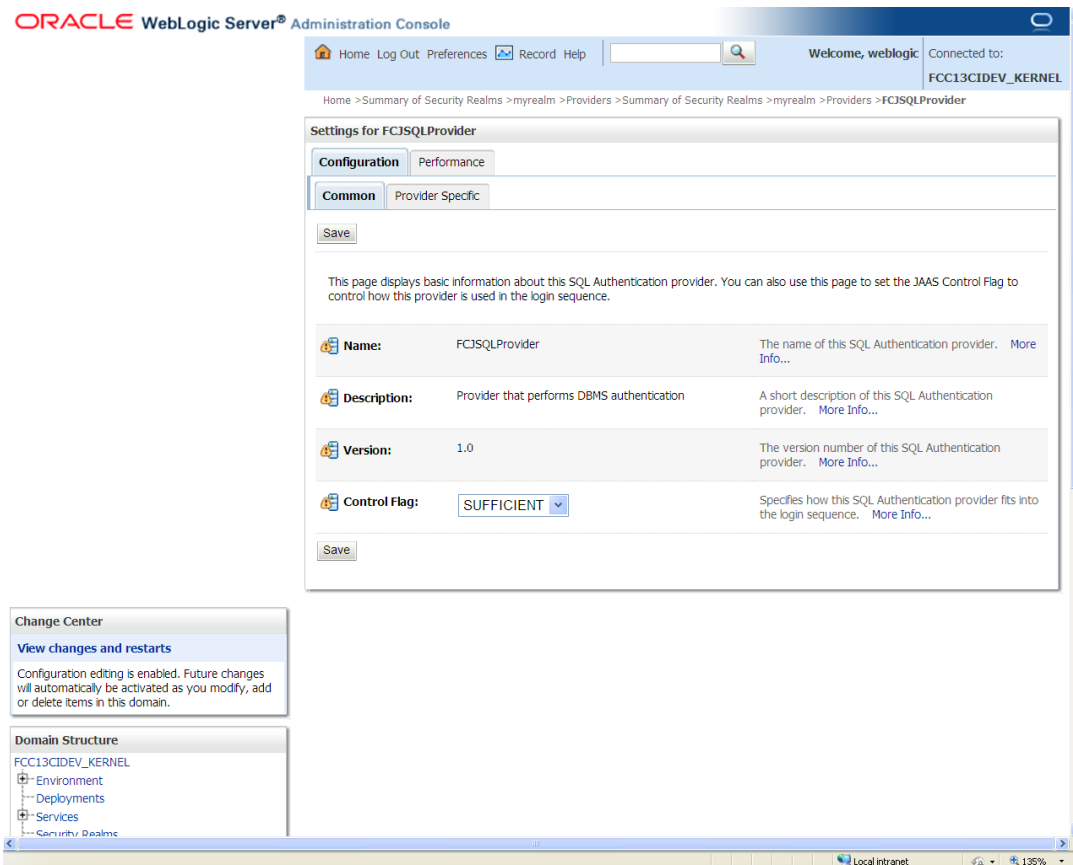 ORACLE WebLogic Server® Administration Console
Home Log Out Preferences Record Help
Welcome, weblogic
Connected to:
FCC13CIDEV_KERNEL
Home >Summary of Security Realms >myrealm >Providers >Summary of Security Realms >myrealm >Providers >FCJSQLProvider
Settings for FCJSQLProvider
Configuration Performance
Common Provider Specific
Save
This page displays basic information about this SQL Authentication provider. You can also use this page to set the JAAS Control Flag to
control how this provider is used in the login sequence.
Name: FCJSQLProvider The name of this SQL Authentication provider. More
Info...
Description: Provider that performs DBMS authentication A short description of this SQL Authentication
provider. More Info...
Version: 1.0 The version number of this SQL Authentication
provider. More Info...
Control Flag: SUFFICIENT Specifies how this SQL Authentication provider fits into
the login sequence. More Info...
Save
Change Center
View changes and restarts
Configuration editing is enabled. Future changes
will automatically be activated as you modify, add
or delete items in this domain.
Domain Structure
FCC13CIDEV_KERNEL
Environment
Deployments
Services
Security Realms
Local intranet 135%